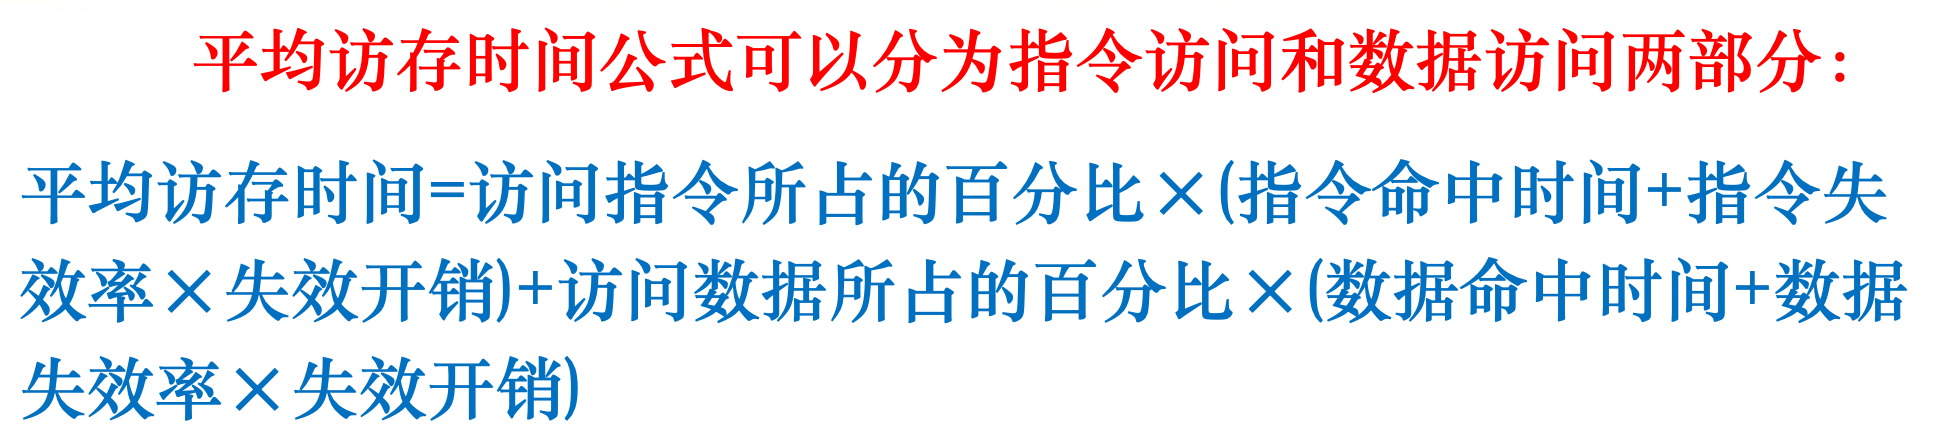 平均访存时间公式可以分为指令访问和数据访问两部分：
平均访存时间=访问指令所占的百分比×(指令命中时间+指令失
效率×失效开销)+访问数据所占的百分比×(数据命中时间+数据
失效率×失效开销)